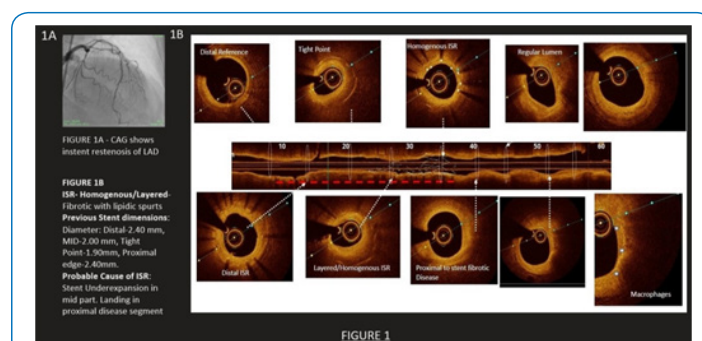 1A
1B
FIGURE 1A - CAG shows
instent restenosis of LAD
FIGURE 1B
ISR- Homogenous/Layered-
Fibrotic with lipidic spurts
Previous Stent dimensions:
Diameter: Distal-2.40 mm,
MID-2.00 mm, Tight
Point-1.90mm, Proximal
edge-2.40mm.
Probable Cause of ISR:
Stent Underexpansion in
mid part. Landing in
proximal disease segment
Distal Reference
Tight Point
Homogenous ISR
Regular Lumen
10 20 30 40 50 60
Distal ISR
Layered/Homogenous ISR
Proximal to stent fibrotic
Disease
Macrophages
FIGURE 1